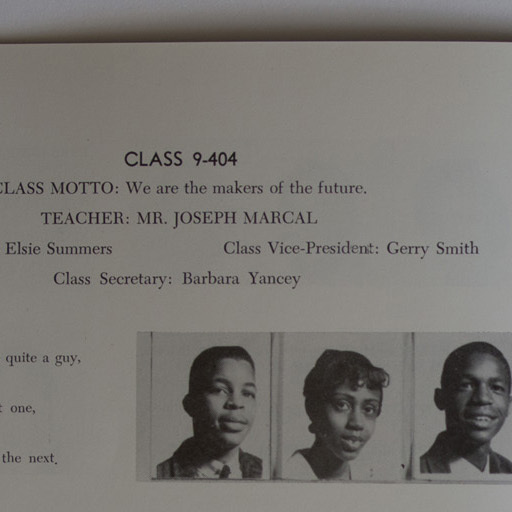 CLASS 9-404
CLASS MOTTO: We are the makers of the future.
TEACHER: MR. JOSEPH MARCAL
Elsie Summers Class Vice-President: Gerry Smith
Class Secretary: Barbara Yancey
quite a guy,
one,
the next